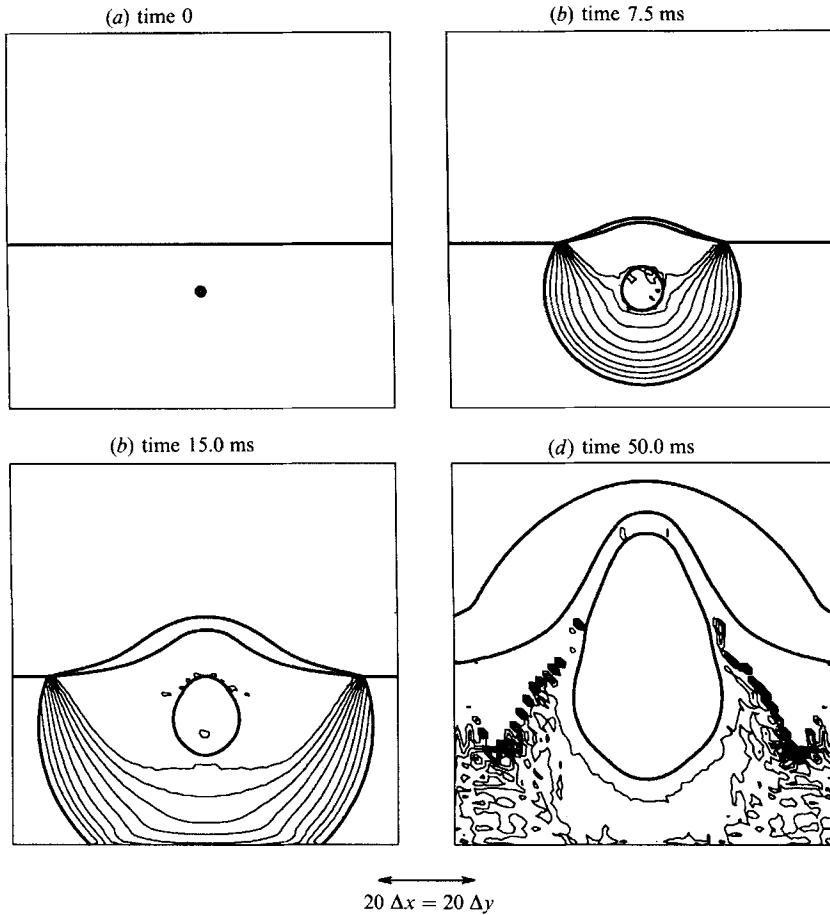 (a) time 0
(b) time 7.5 ms
(b) time 15.0 ms
(d) time 50.0 ms
20 Δx = 20 Δy